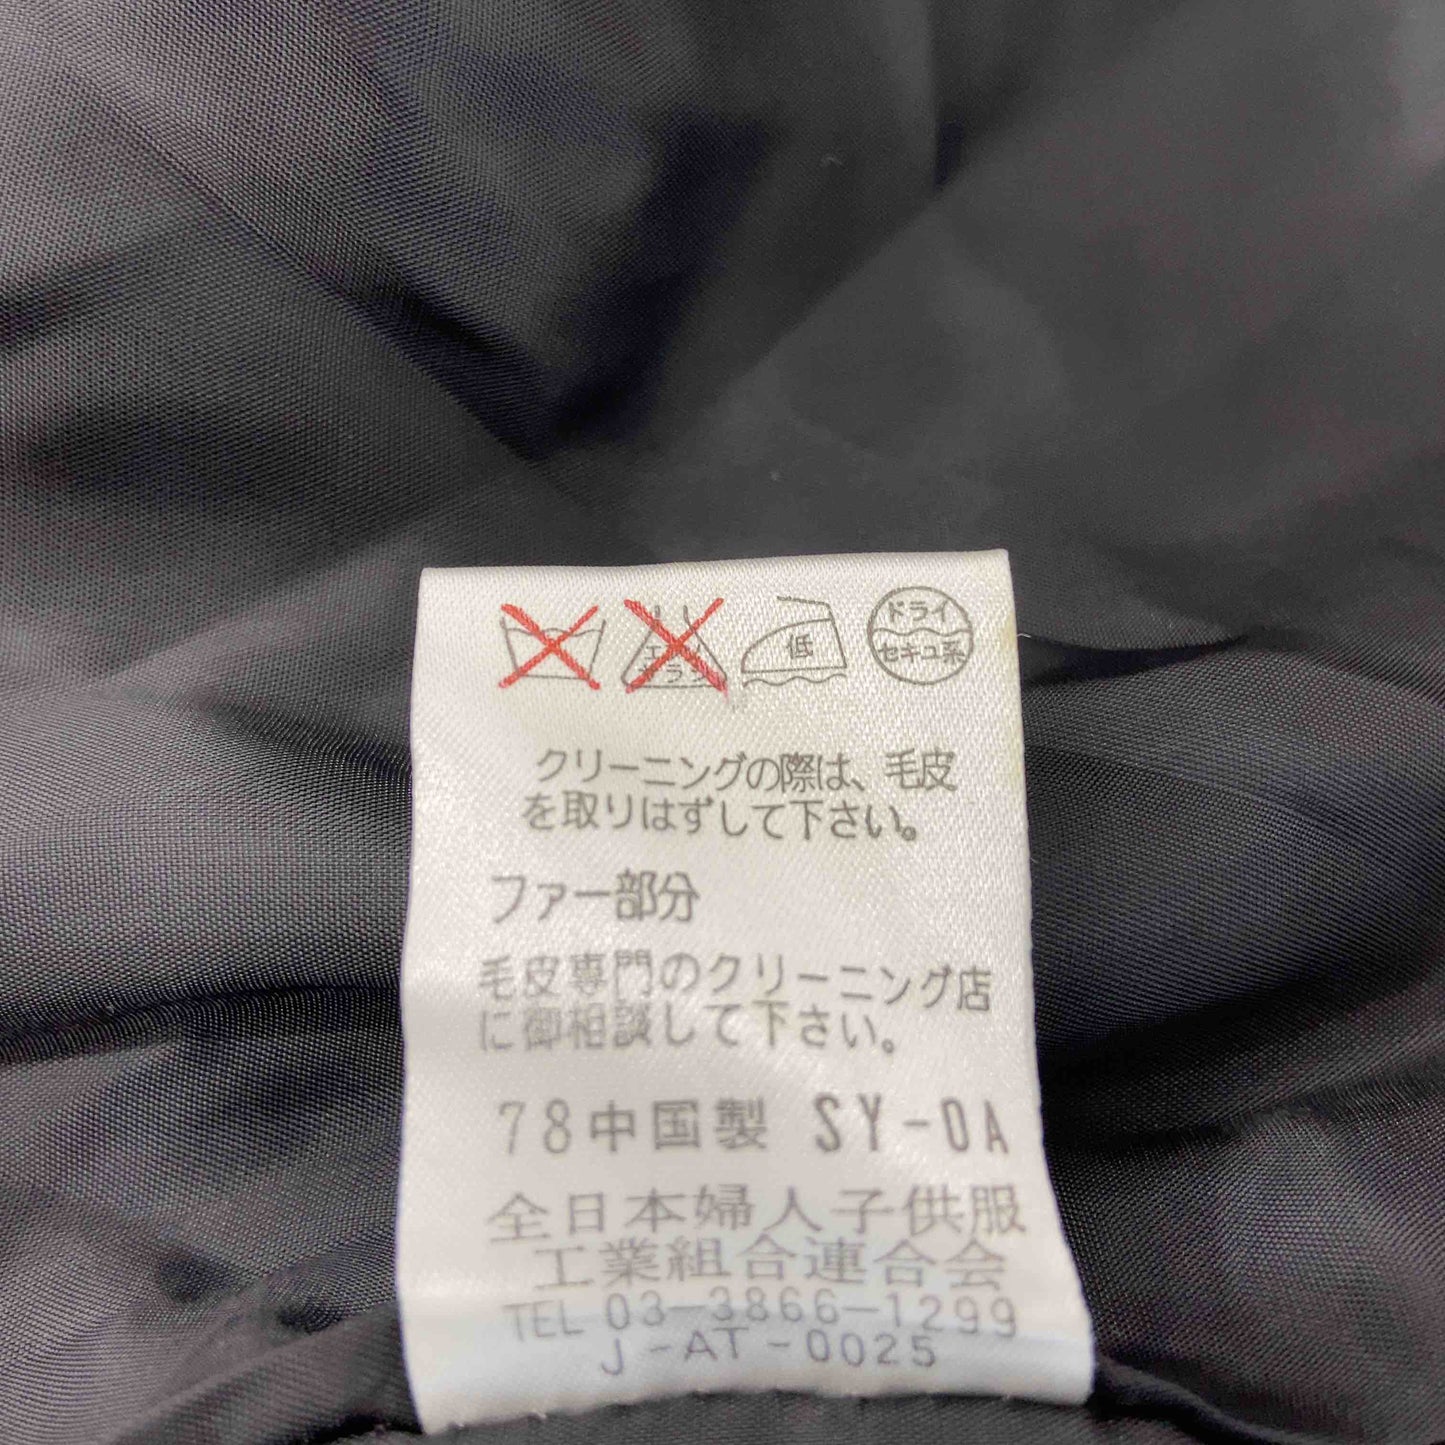 エンソサラシ 低 ドライ
セキユ系
クリーニングの際は、毛皮
を取りはずして下さい。
ファー部分
毛皮専門のクリーニング店
に御相談して下さい。
78中国製 SY-0A
全日本婦人子供服
工業組合連合会
TEL 03-3866-1299
J-AT-0025